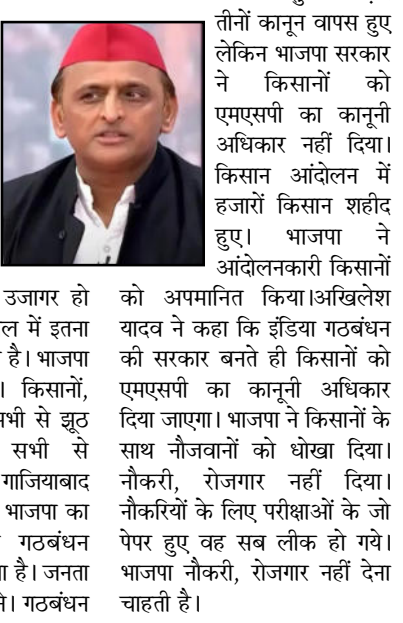 तीनों कानून वापस हुए
लेकिन भाजपा सरकार
ने किसानों को
एमएसपी का कानूनी
अधिकार नहीं दिया।
किसान आंदोलन में
हजारों किसान शहीद
हुए। भाजपा ने
आंदोलनकारी किसानों
को अपमानित किया।अखिलेश
यादव ने कहा कि इंडिया गठबंधन
की सरकार बनते ही किसानों को
एमएसपी का कानूनी अधिकार
दिया जाएगा। भाजपा ने किसानों के
साथ नौजवानों को धोखा दिया।
नौकरी, रोजगार नहीं दिया।
नौकरियों के लिए परीक्षाओं के जो
पेपर हुए वह सब लीक हो गये।
भाजपा नौकरी, रोजगार नहीं देना
चाहती है।
उजागर हो
में इतना
है। भाजपा
किसानों,
से झूठ
सभी से
गाजियाबाद
भाजपा का
गठबंधन
है। जनता
गठबंधन